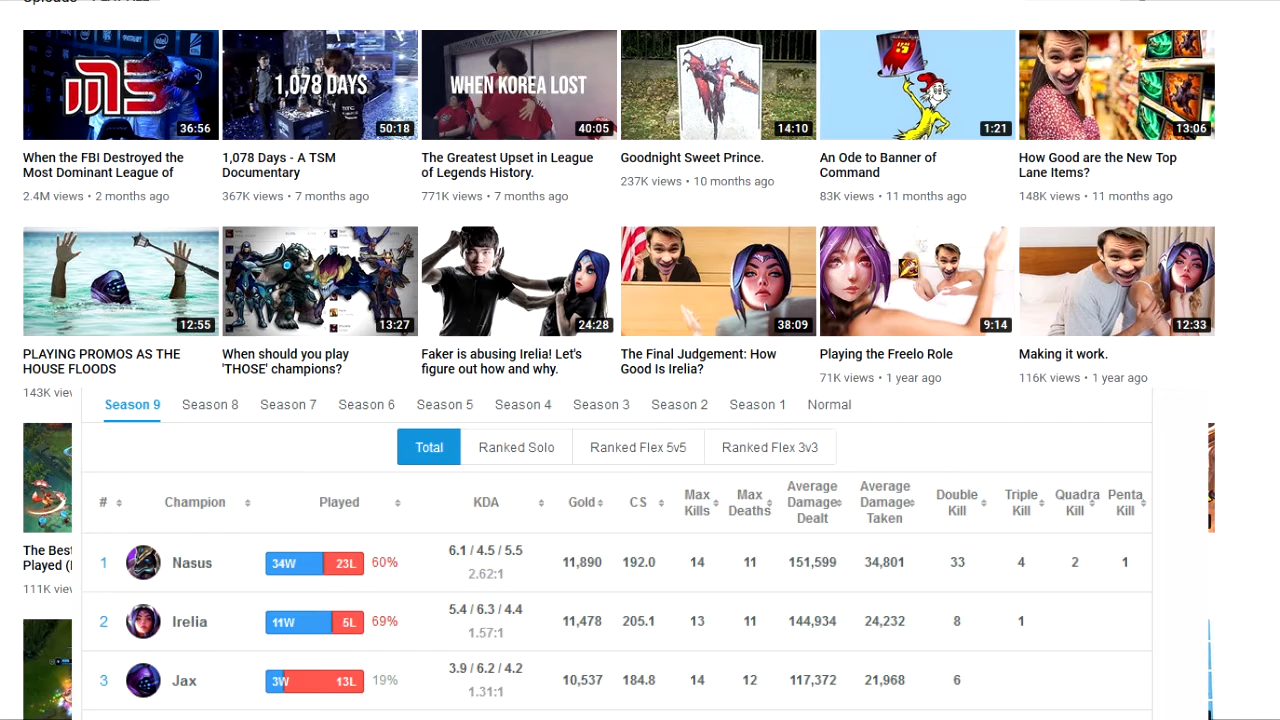 1,078 DAYS
WHEN KOREA LOST
36:56
50:18
40:05
14:10
1:21
13:06
When the FBI Destroyed the
Most Dominant League of
2.4M views • 2 months ago
1,078 Days - A TSM
Documentary
367K views • 7 months ago
The Greatest Upset in League
of Legends History.
771K views • 7 months ago
Goodnight Sweet Prince.
237K views • 10 months ago
An Ode to Banner of
Command
83K views • 11 months ago
How Good are the New Top
Lane Items?
148K views • 11 months ago
12:55
13:27
24:28
38:09
9:14
12:33
PLAYING PROMOS AS THE
HOUSE FLOODS
143K view
When should you play
'THOSE' champions?
Faker is abusing Irelia! Let's
figure out how and why.
The Final Judgement: How
Good Is Irelia?
Playing the Freelo Role
71K views • 1 year ago
Making it work.
116K views • 1 year ago
The Best
Played (
111K view
Season 9 Season 8 Season 7 Season 6 Season 5 Season 4 Season 3 Season 2 Season 1 Normal
Total Ranked Solo Ranked Flex 5v5 Ranked Flex 3v3
# Champion Played KDA Gold CS Max Kills Max Deaths Average Damage Dealt Average Damage Taken Double Kill Triple Kill Quadra Kill Penta Kill
1 Nasus 34W 23L 60% 6.1 / 4.5 / 5.5 11,890 192.0 14 11 151,599 34,801 33 4 2 1
2.62:1
2 Irelia 11W 5L 69% 5.4 / 6.3 / 4.4 11,478 205.1 13 11 144,934 24,232 8 1
1.57:1
3 Jax 3W 13L 19% 3.9 / 6.2 / 4.2 10,537 184.8 14 12 117,372 21,968 6
1.31:1